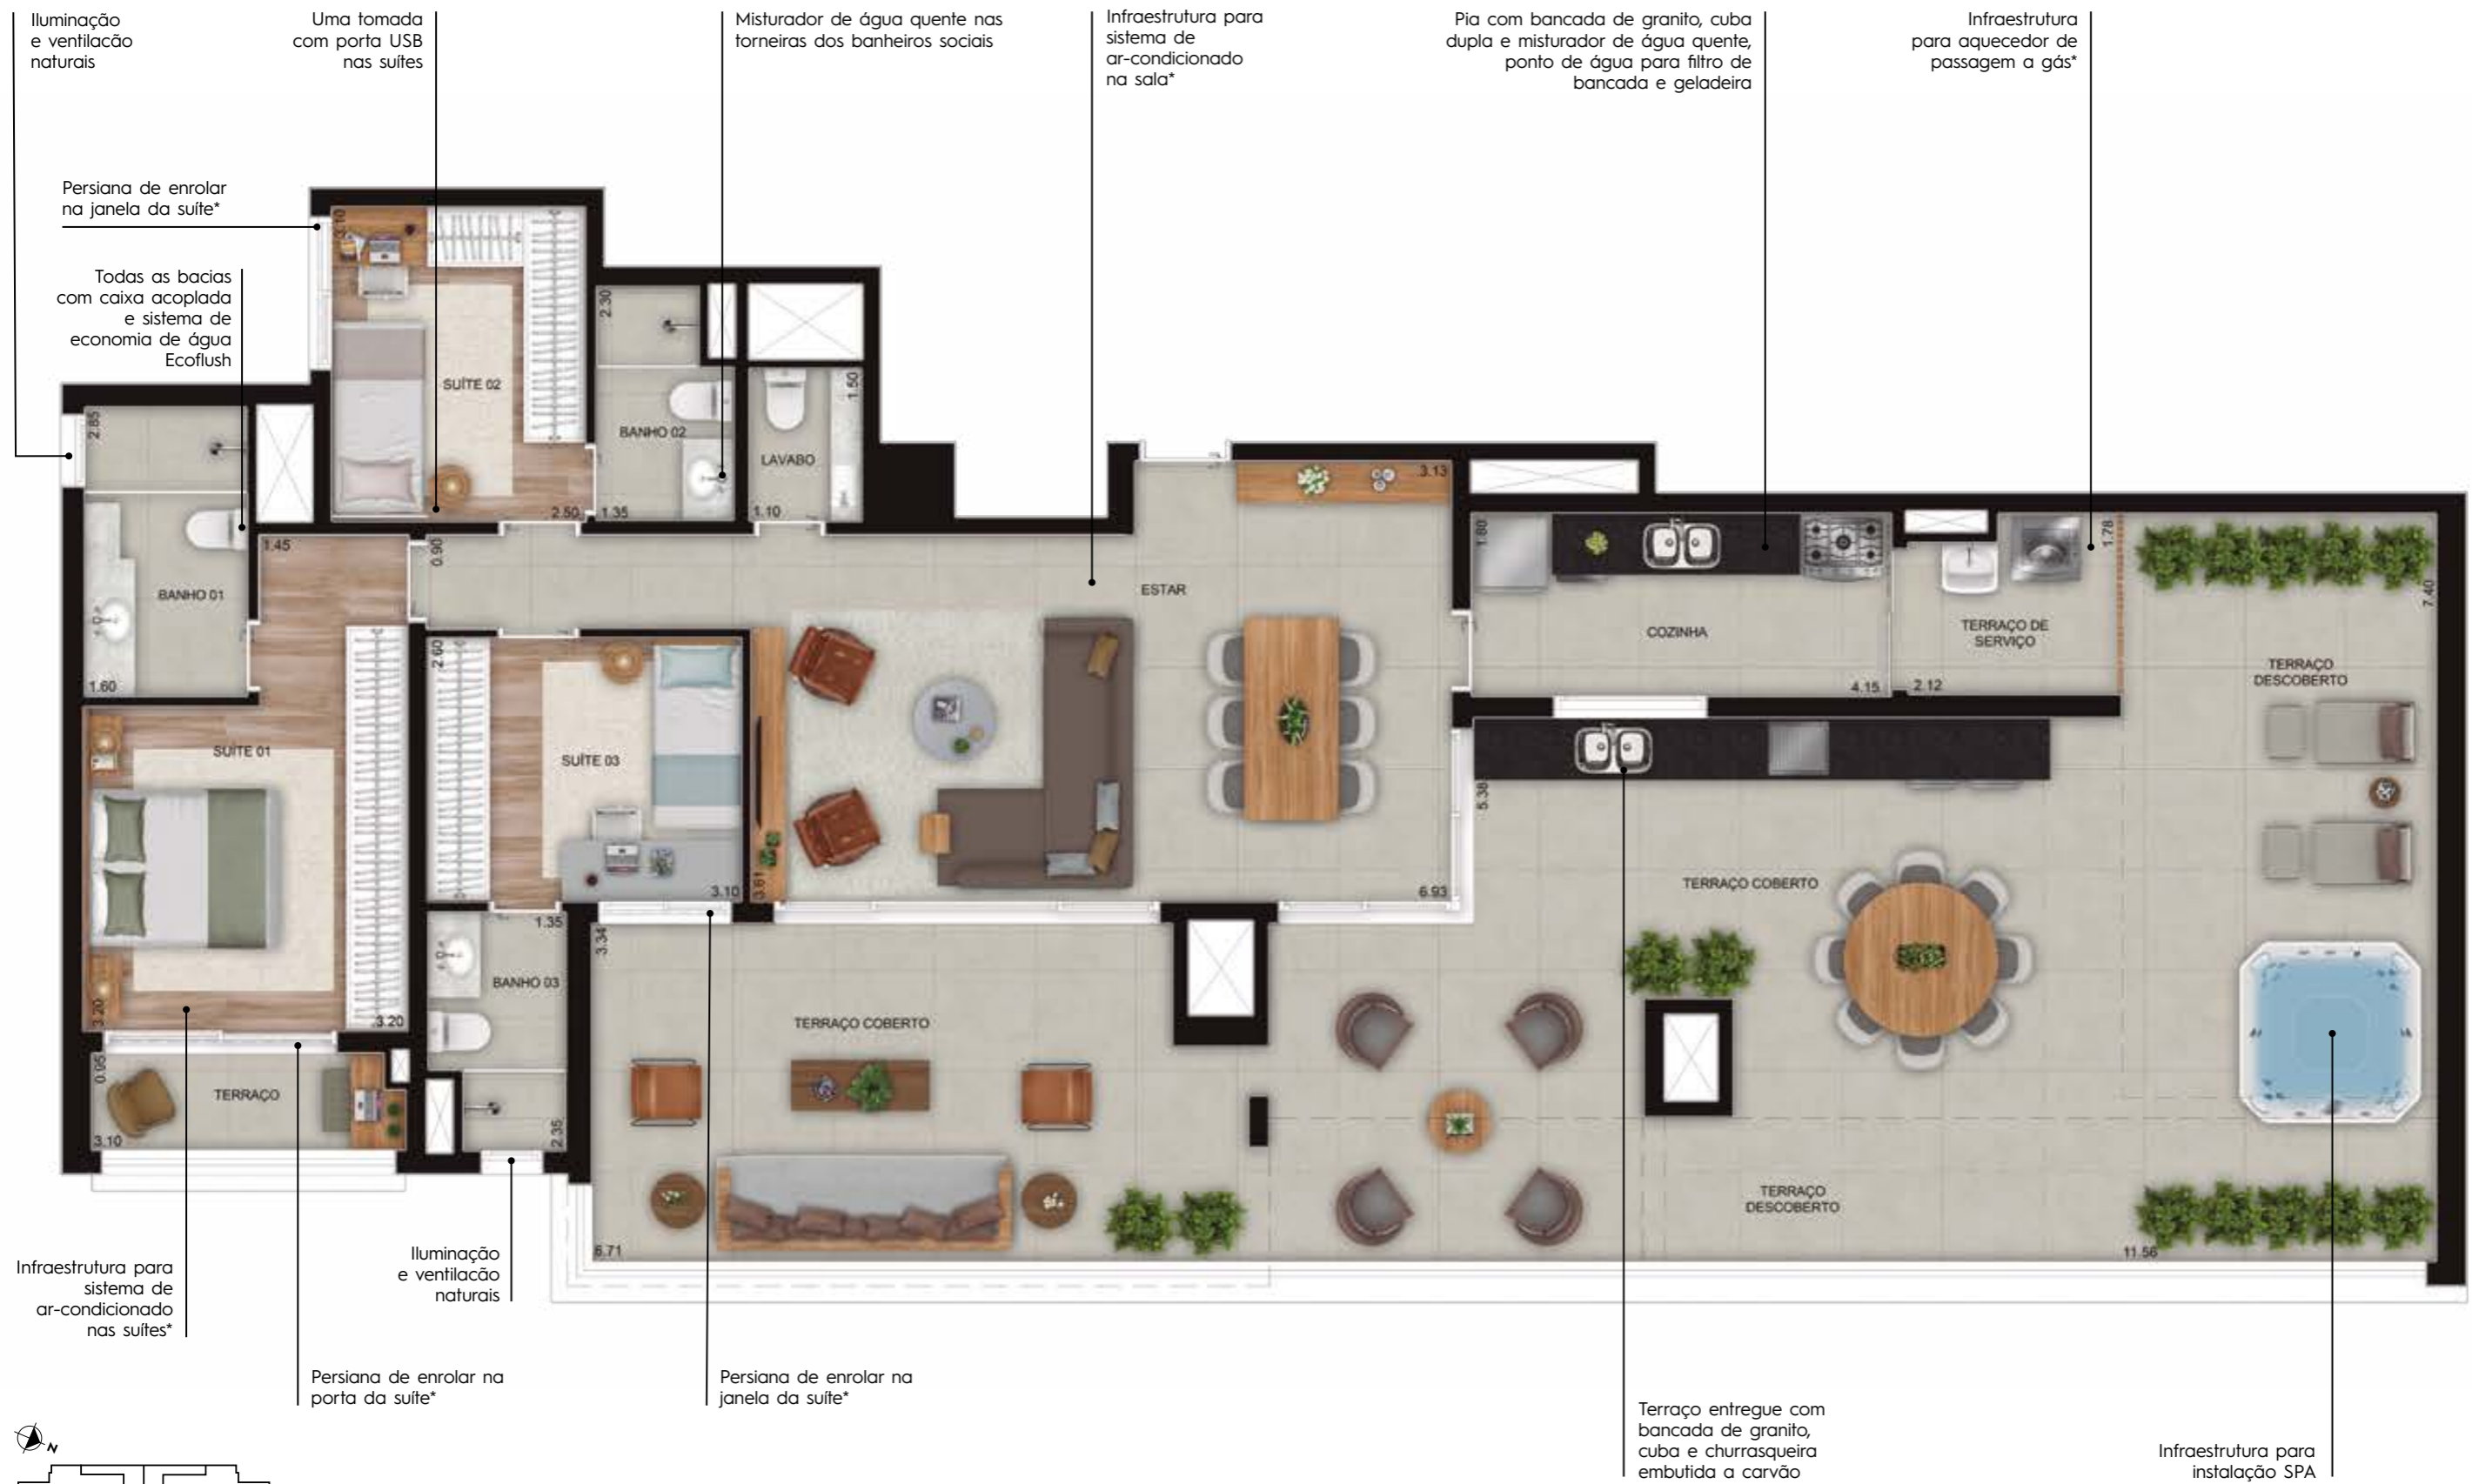 Iluminação
e ventilacão
naturais
Uma tomada
com porta USB
nas suítes
Misturador de água quente nas
torneiras dos banheiros sociais
Infraestrutura para
sistema de
ar-condicionado
na sala*
Pia com bancada de granito, cuba
dupla e misturador de água quente,
ponto de água para filtro de
bancada e geladeira
Infraestrutura
para aquecedor de
passagem a gás*
Persiana de enrolar
na janela da suíte*
Todas as bacias
com caixa acoplada
e sistema de
economia de água
Ecoflush
3.10
SUÍTE 02
2.50
2.30
BANHO 02
1.35
1.50
LAVABO
1.10
2.85
BANHO 01
1.60
1.45
0.90
SUÍTE 01
3.20
3.20
2.60
SUÍTE 03
3.10
3.13
ESTAR
3.61
6.93
1.80
COZINHA
4.15
1.78
TERRAÇO DE
SERVIÇO
2.12
7.40
TERRAÇO
DESCOBERTO
5.38
TERRAÇO COBERTO
1.35
BANHO 03
2.35
3.34
TERRAÇO COBERTO
6.71
0.95
TERRAÇO
3.10
TERRAÇO
DESCOBERTO
11.56
Infraestrutura para
sistema de
ar-condicionado
nas suítes*
Iluminação
e ventilacão
naturais
Persiana de enrolar na
porta da suíte*
Persiana de enrolar na
janela da suíte*
Terraço entregue com
bancada de granito,
cuba e churrasqueira
embutida a carvão
Infraestrutura para
instalação SPA
N